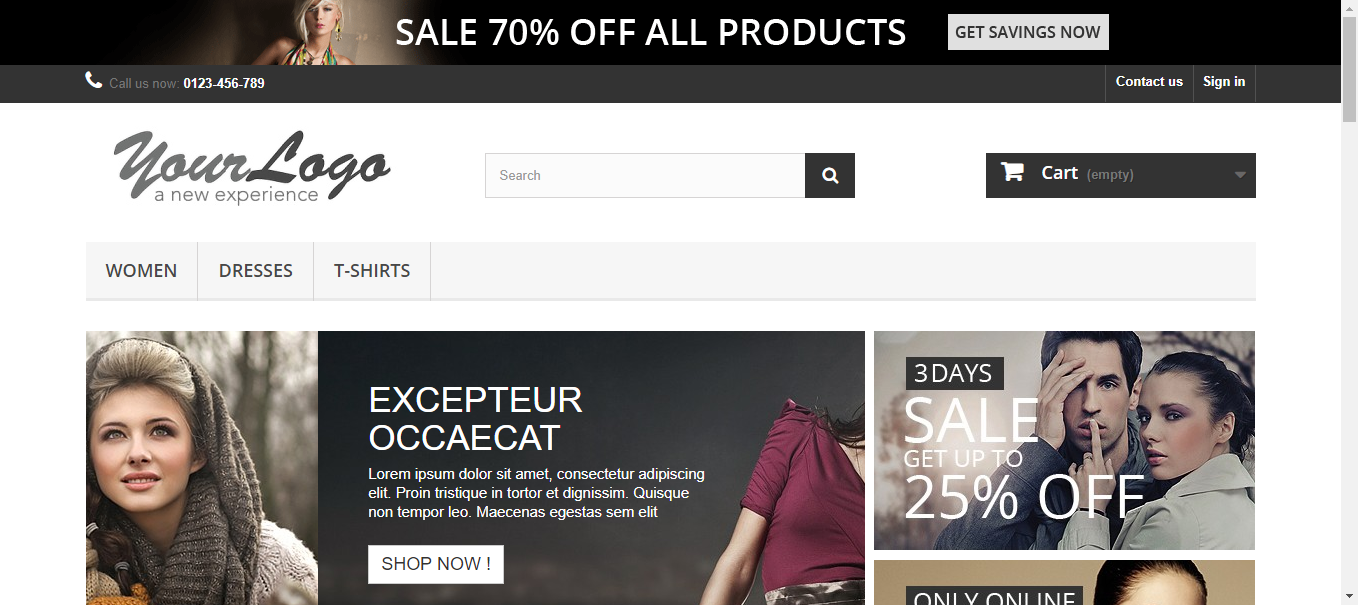 SALE 70% OFF ALL PRODUCTS GET SAVINGS NOW
Call us now: 0123-456-789 Contact us Sign in
YourLogo
a new experience
Search
Cart (empty)
WOMEN DRESSES T-SHIRTS
EXCEPTEUR
OCCAECAT
Lorem ipsum dolor sit amet, consectetur adipiscing
elit. Proin tristique in tortor et dignissim. Quisque
non tempor leo. Maecenas egestas sem elit
SHOP NOW !
3 DAYS
SALE
GET UP TO
25% OFF
ONLY ONLINE